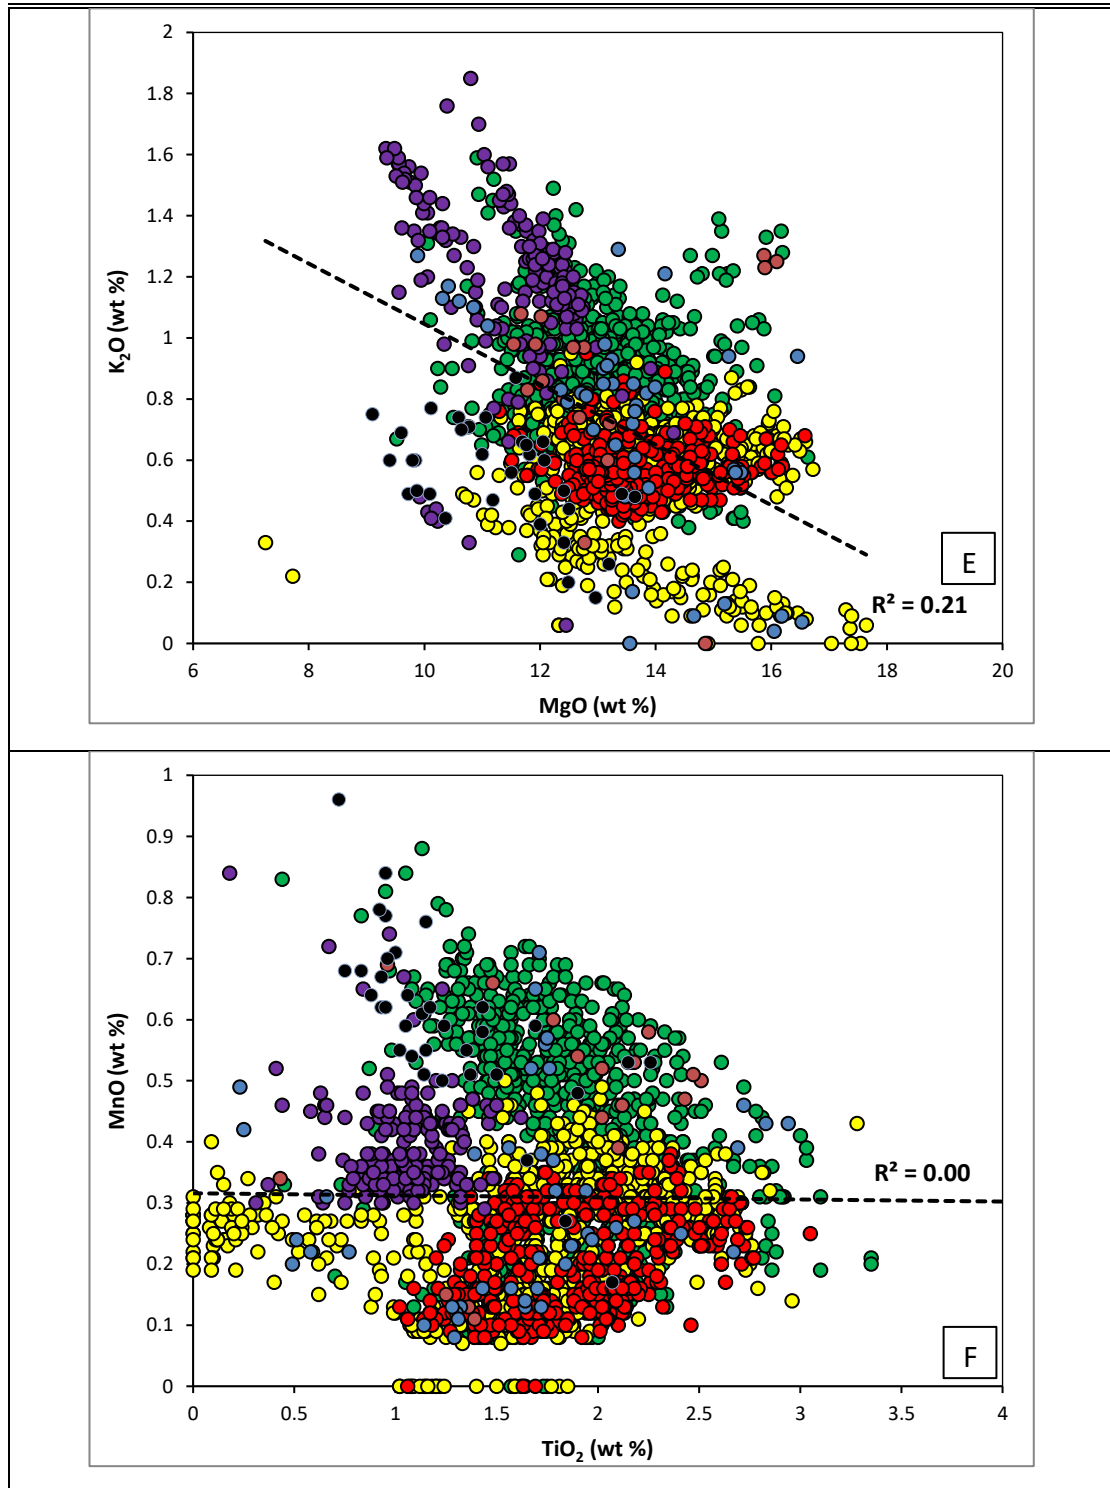 2
1.8
1.6
1.4
1.2
1
0.8
0.6
0.4
0.2
0
K₂O (wt %)
E
R² = 0.21
6 8 10 12 14 16 18 20
MgO (wt %)
1
0.9
0.8
0.7
0.6
0.5
0.4
0.3
0.2
0.1
0
MnO (wt %)
R² = 0.00
F
0 0.5 1 1.5 2 2.5 3 3.5 4
TiO₂ (wt %)